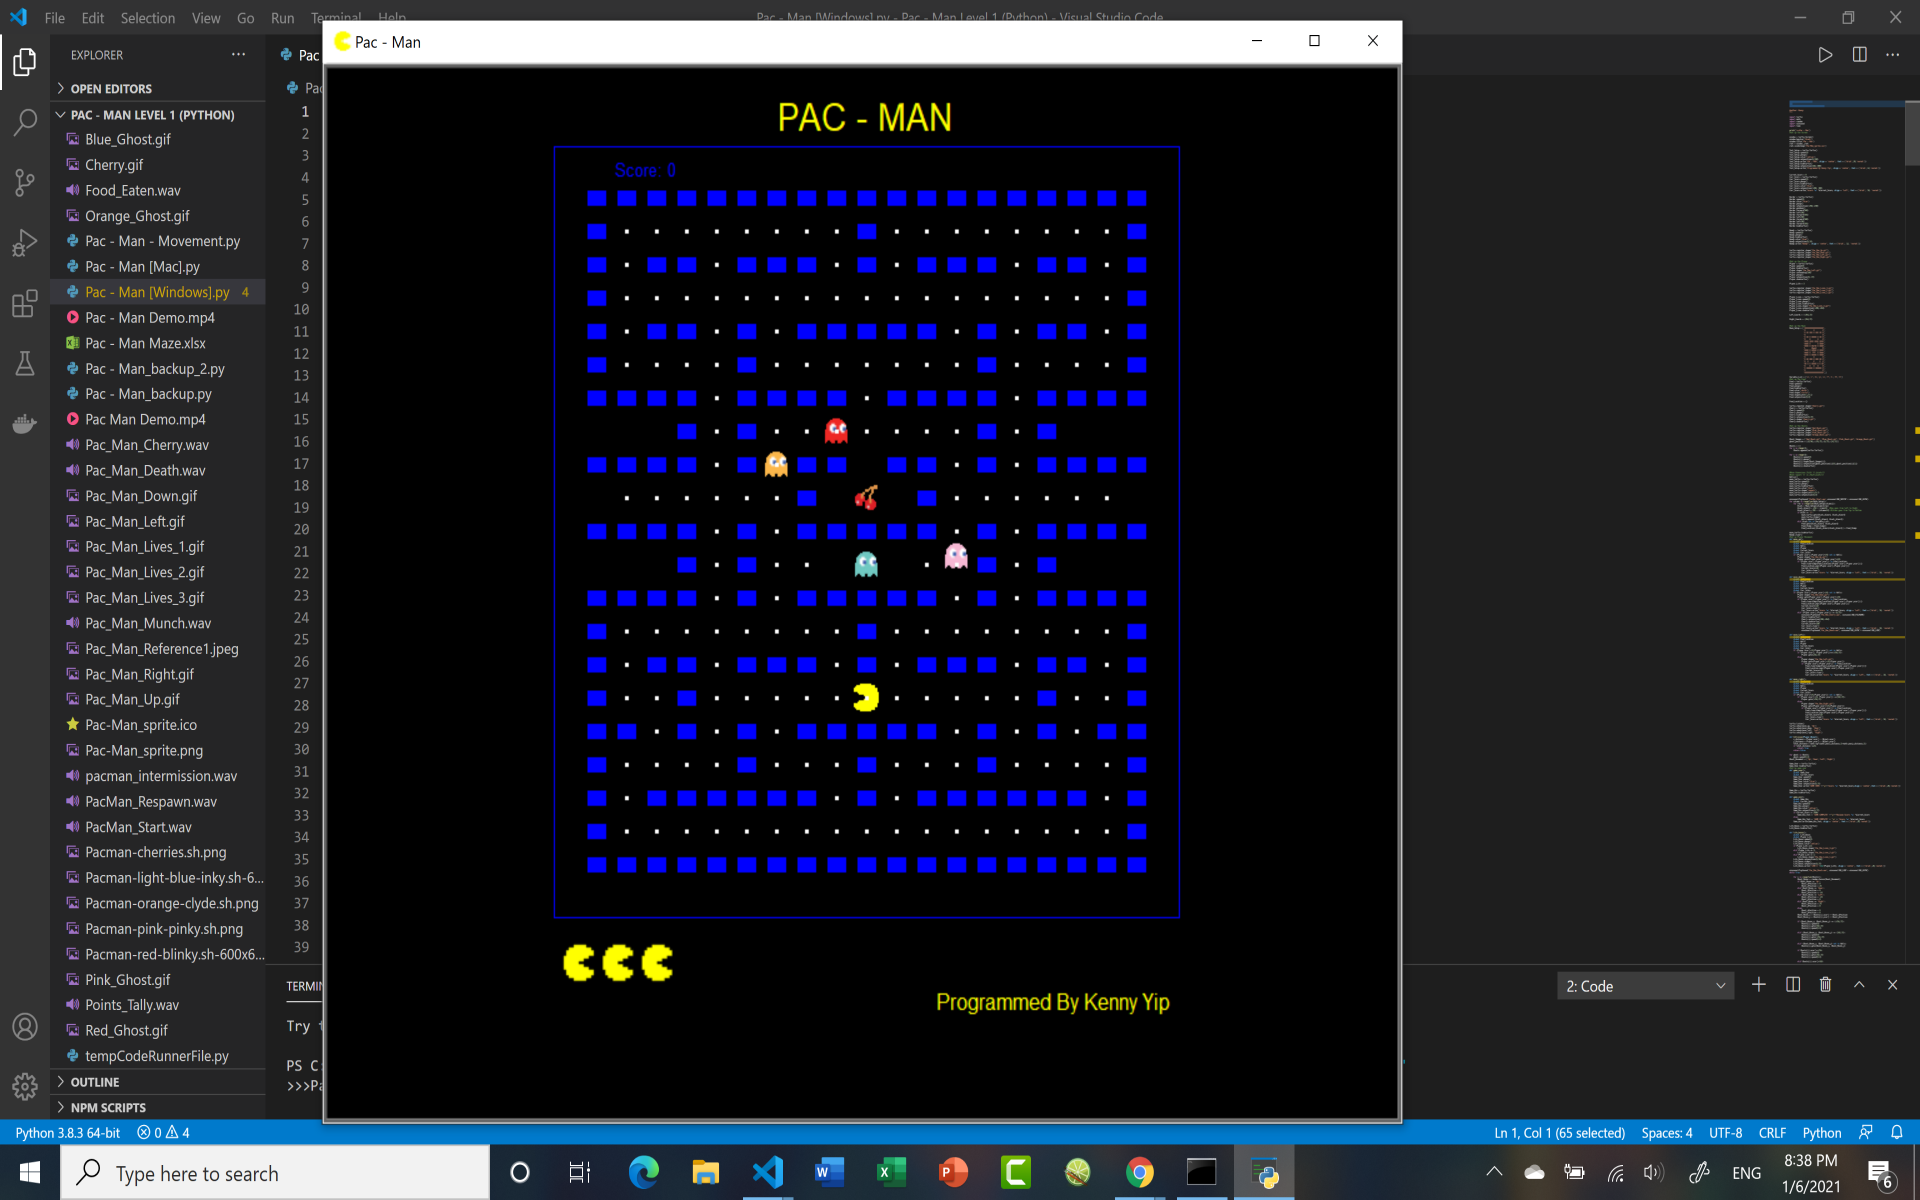 File Edit Selection View Go Run Terminal Help
Pac - Man [Windows].py - Pac - Man Level 1 (Python) - Visual Studio Code
EXPLORER
OPEN EDITORS
PAC - MAN LEVEL 1 (PYTHON)
Blue_Ghost.gif
Cherry.gif
Food_Eaten.wav
Orange_Ghost.gif
Pac - Man - Movement.py
Pac - Man [Mac].py
Pac - Man [Windows].py 4
Pac - Man Demo.mp4
Pac - Man Maze.xlsx
Pac - Man_backup_2.py
Pac - Man_backup.py
Pac Man Demo.mp4
Pac_Man_Cherry.wav
Pac_Man_Death.wav
Pac_Man_Down.gif
Pac_Man_Left.gif
Pac_Man_Lives_1.gif
Pac_Man_Lives_2.gif
Pac_Man_Lives_3.gif
Pac_Man_Munch.wav
Pac_Man_Reference1.jpeg
Pac_Man_Right.gif
Pac_Man_Up.gif
Pac-Man_sprite.ico
Pac-Man_sprite.png
pacman_intermission.wav
PacMan_Respawn.wav
PacMan_Start.wav
Pacman-cherries.sh.png
Pacman-light-blue-inky.sh-6...
Pacman-orange-clyde.sh.png
Pacman-pink-pinky.sh.png
Pacman-red-blinky.sh-600x6...
Pink_Ghost.gif
Points_Tally.wav
Red_Ghost.gif
tempCodeRunnerFile.py
OUTLINE
NPM SCRIPTS
Pac
Pac
1
2
3
4
5
6
7
8
9
10
11
12
13
14
15
16
17
18
19
20
21
22
23
24
25
26
27
28
29
30
31
32
33
34
35
36
37
38
39
TERMIN
Try
PS C:
>>>Pa
Pac - Man
PAC - MAN
Score: 0
Programmed By Kenny Yip
2: Code
Python 3.8.3 64-bit 0 4
Ln 1, Col 1 (65 selected) Spaces: 4 UTF-8 CRLF Python
Type here to search
ENG
8:38 PM
1/6/2021
6